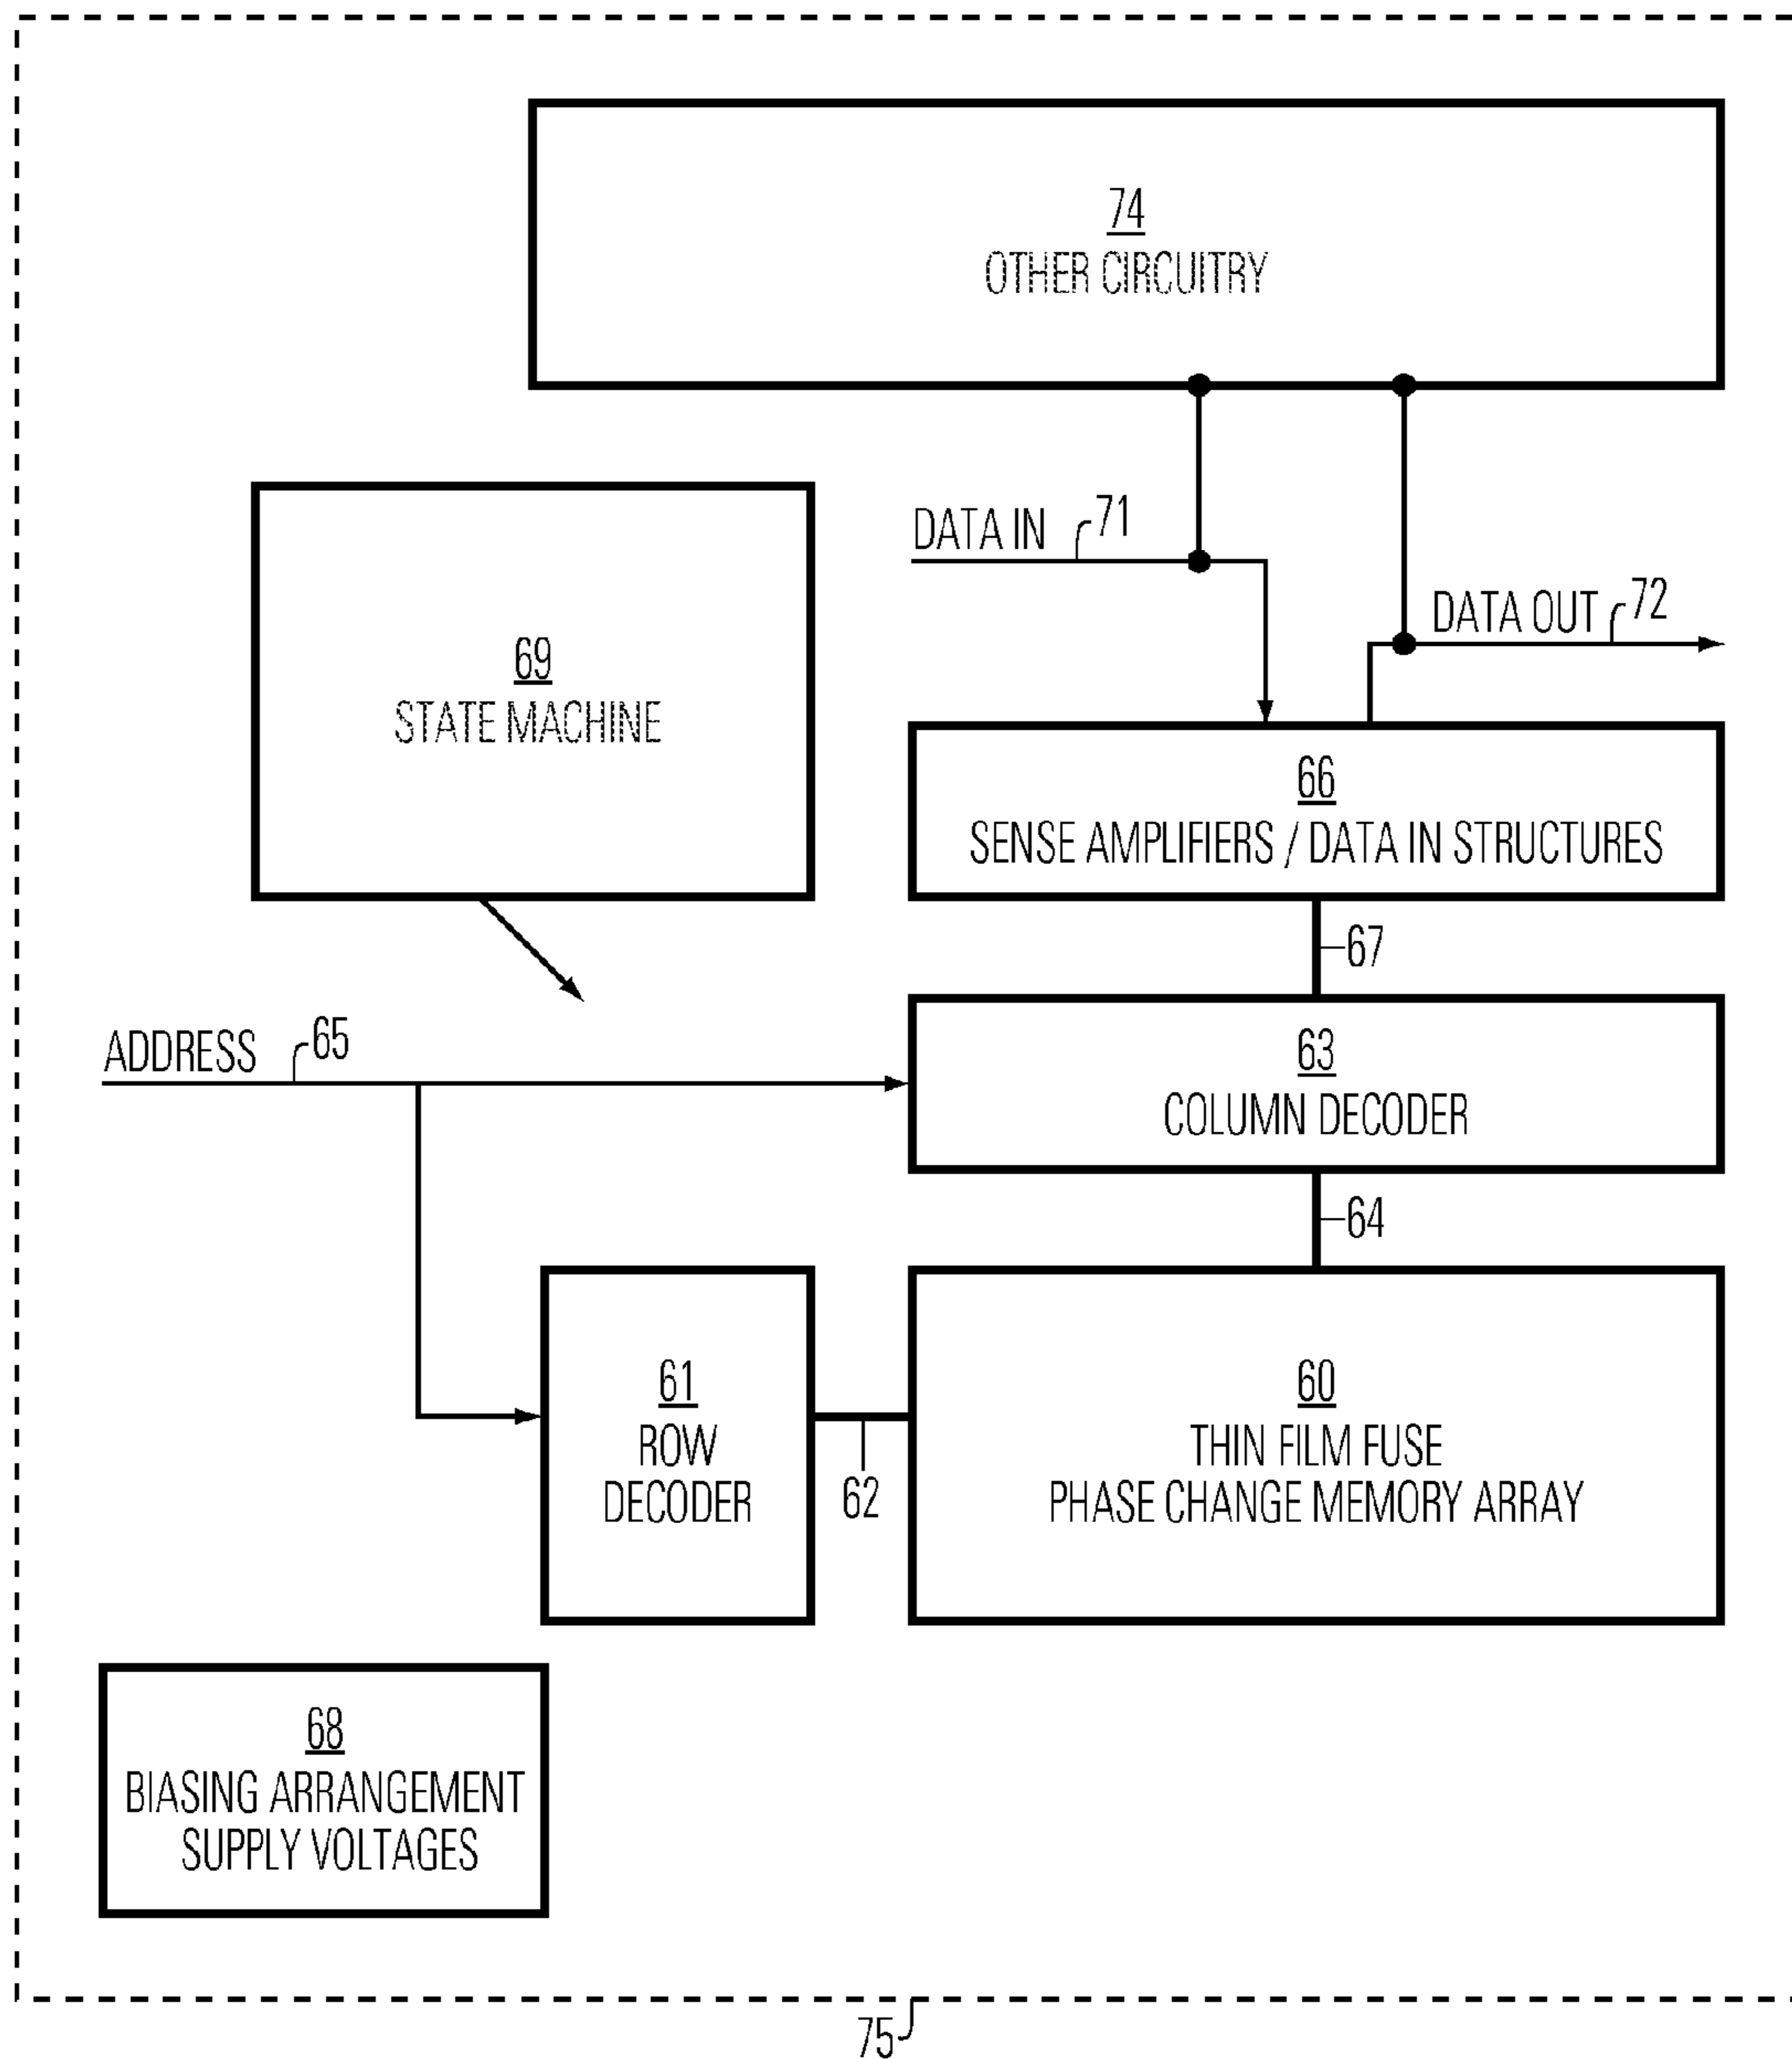 74
OTHER CIRCUITRY
DATA IN
71
DATA OUT
72
69
STATE MACHINE
66
SENSE AMPLIFIERS / DATA IN STRUCTURES
67
ADDRESS
65
63
COLUMN DECODER
64
61
ROW
DECODER
62
60
THIN FILM FUSE
PHASE CHANGE MEMORY ARRAY
68
BIASING ARRANGEMENT
SUPPLY VOLTAGES
75